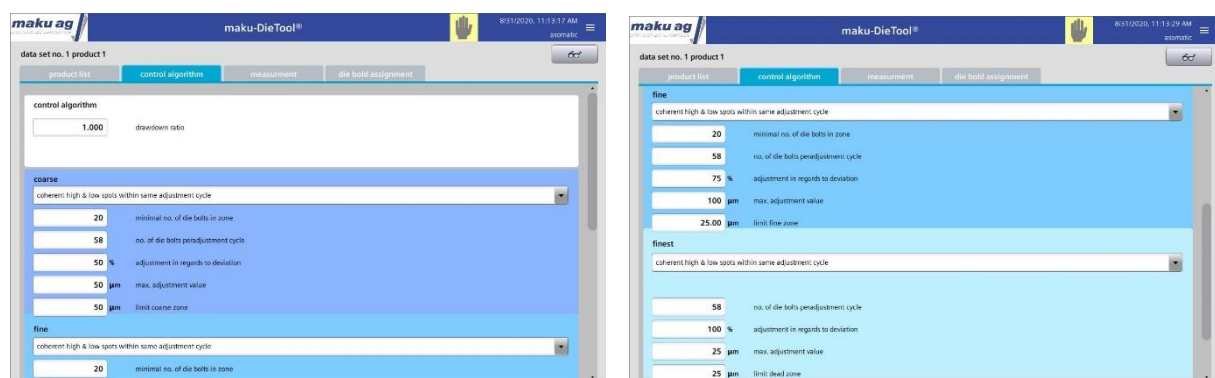 maku ag
maku-DieTool®
8/31/2020, 11:13:17 AM
asomatic
data set no. 1 product 1
product list
control algorithm
measurment
die bold assignment
control algorithm
1.000 drawdown ratio
coarse
coherent high & low spots within same adjustment cycle
20 minimal no. of die bolts in zone
58 no. of die bolts peradjustment cycle
50 % adjustment in regards to deviation
50 µm max. adjustment value
50 µm limit coarse zone
fine
coherent high & low spots within same adjustment cycle
20 minimal no. of die bolts in zone
maku ag
maku-DieTool®
8/31/2020, 11:13:29 AM
asomatic
data set no. 1 product 1
product list
control algorithm
measurment
die bold assignment
fine
coherent high & low spots within same adjustment cycle
20 minimal no. of die bolts in zone
58 no. of die bolts peradjustment cycle
75 % adjustment in regards to deviation
100 µm max. adjustment value
25.00 µm limit fine zone
finest
coherent high & low spots within same adjustment cycle
58 no. of die bolts peradjustment cycle
100 % adjustment in regards to deviation
25 µm max. adjustment value
25 µm limit dead zone